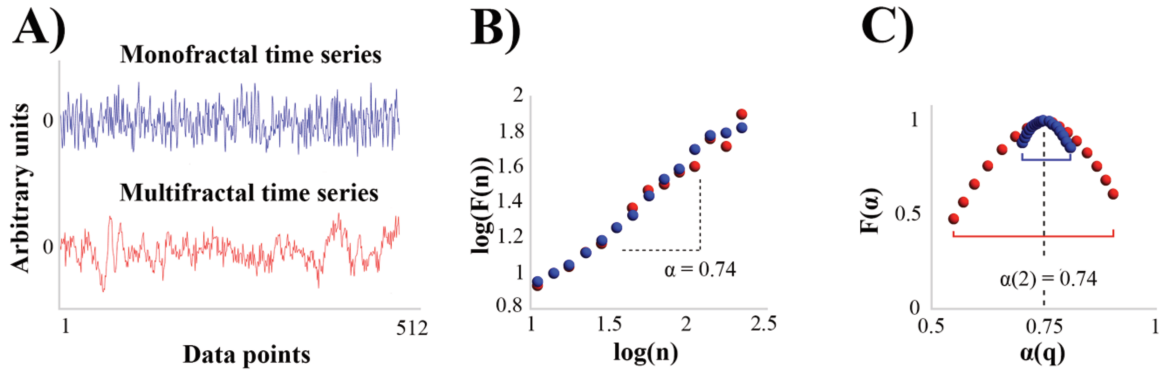 A)
Monofractal time series
0
Multifractal time series
0
Arbitrary units
1
512
Data points
B)
2
1.8
1.6
1.4
1.2
1
0.8
log(F(n))
α = 0.74
1
1.5
2
2.5
log(n)
C)
1
0.5
0
F(α)
α(2) = 0.74
0.5
0.75
1
α(q)